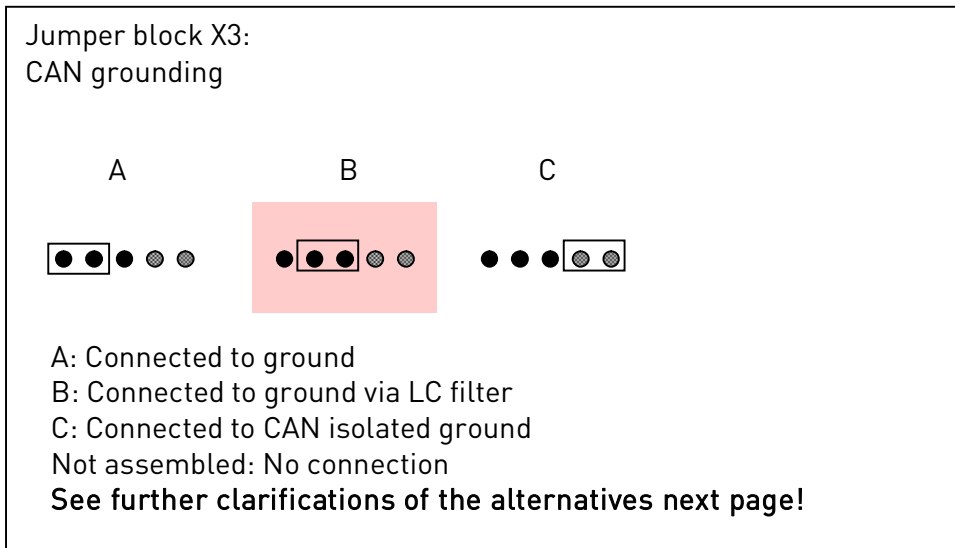 Jumper block X3:
CAN grounding
A B C
A: Connected to ground
B: Connected to ground via LC filter
C: Connected to CAN isolated ground
Not assembled: No connection
See further clarifications of the alternatives next page!